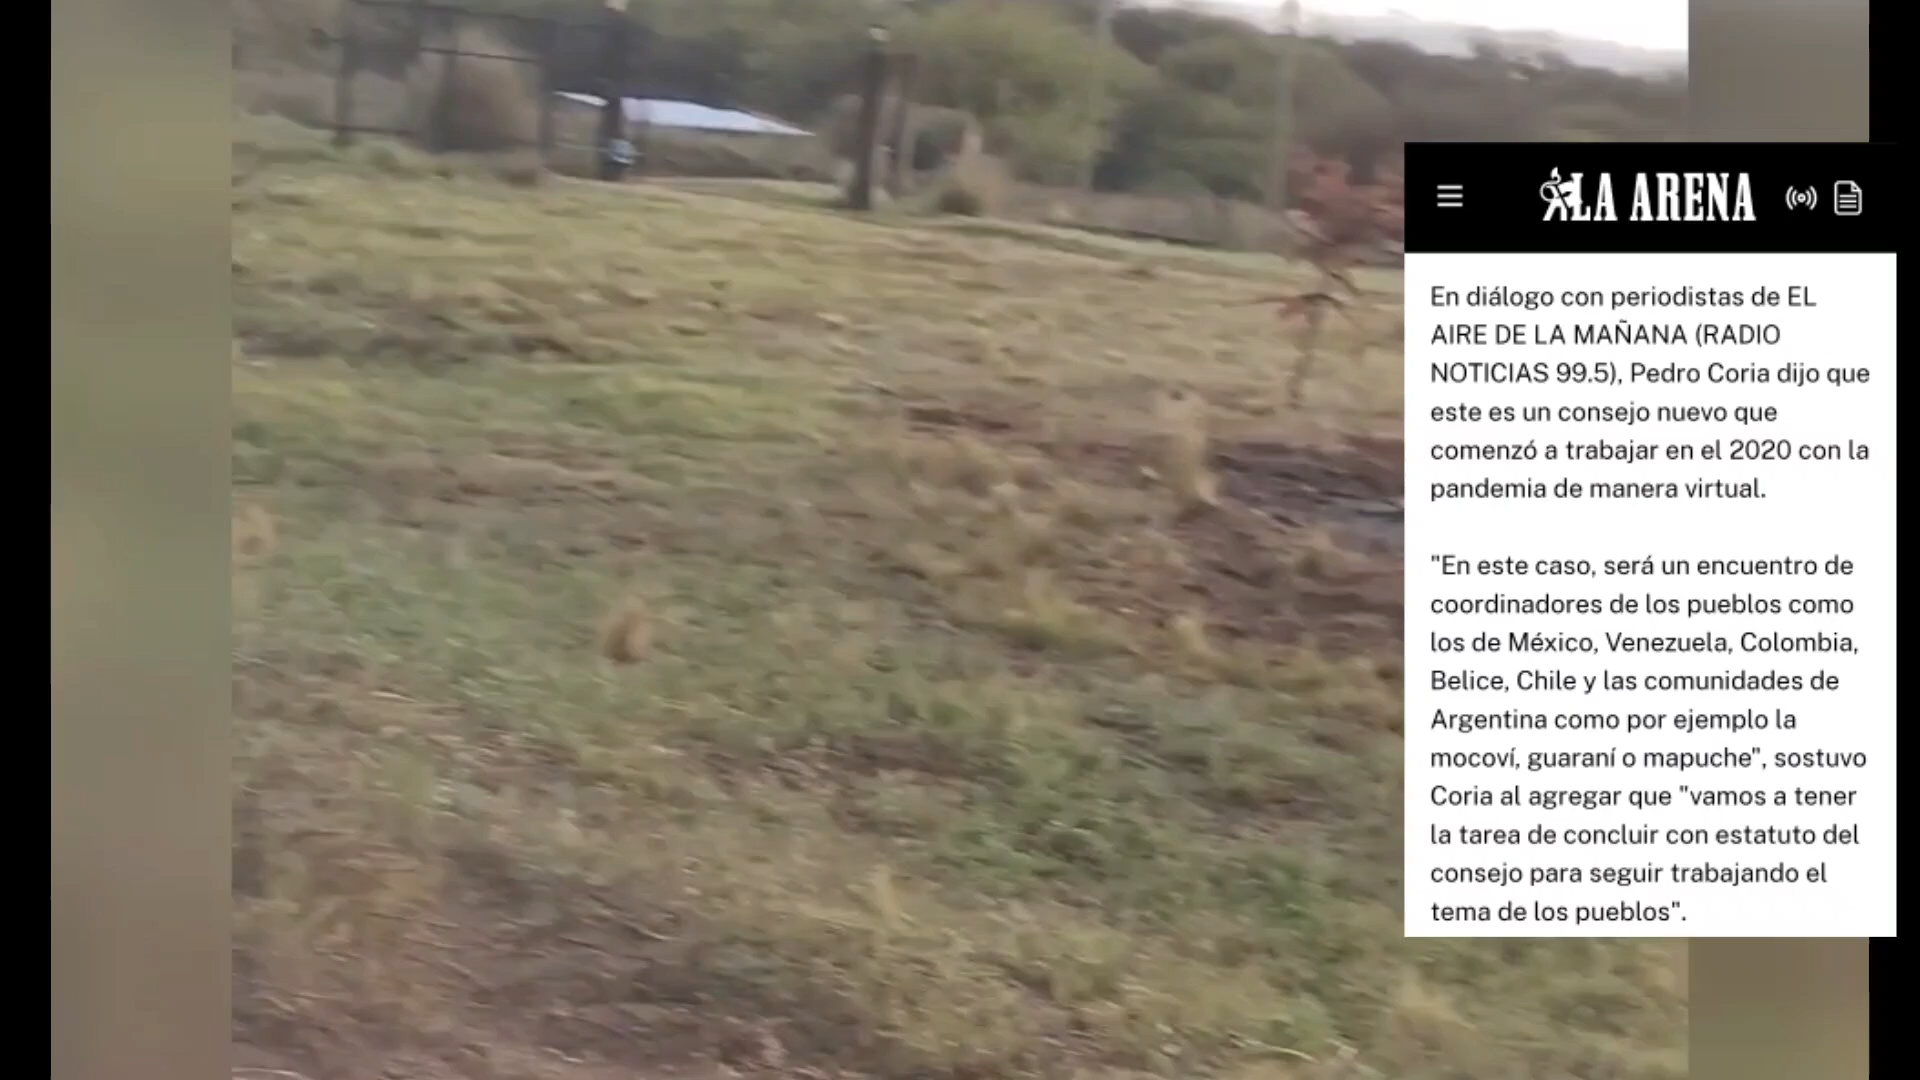 LA ARENA
En diálogo con periodistas de EL
AIRE DE LA MAÑANA (RADIO
NOTICIAS 99.5), Pedro Coria dijo que
este es un consejo nuevo que
comenzó a trabajar en el 2020 con la
pandemia de manera virtual.
"En este caso, será un encuentro de
coordinadores de los pueblos como
los de México, Venezuela, Colombia,
Belice, Chile y las comunidades de
Argentina como por ejemplo la
mocoví, guaraní o mapuche", sostuvo
Coria al agregar que "vamos a tener
la tarea de concluir con estatuto del
consejo para seguir trabajando el
tema de los pueblos".